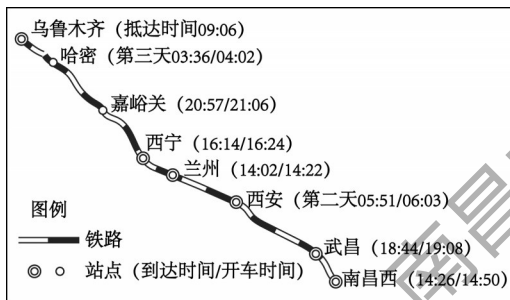 乌鲁木齐（抵达时间09:06）
哈密（第三天03:36/04:02）
嘉峪关（20:57/21:06）
西宁（16:14/16:24）
兰州（14:02/14:22）
西安（第二天05:51/06:03）
图例
铁路
武昌（18:44/19:08）
站点（到达时间/开车时间）
南昌西（14:26/14:50）
南昌